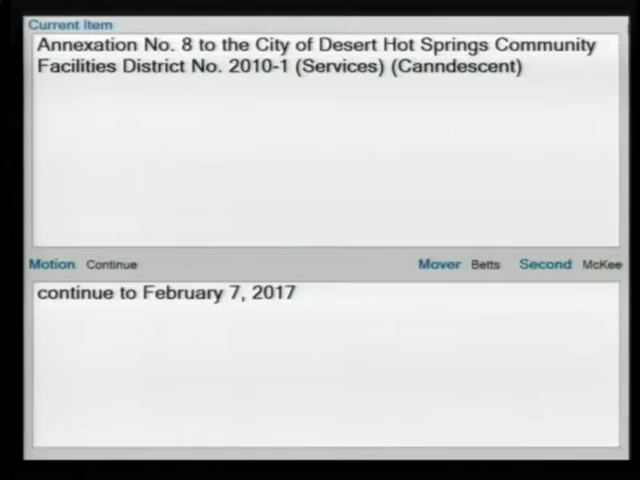 Current Item
Annexation No. 8 to the City of Desert Hot Springs Community
Facilities District No. 2010-1 (Services) (Canndescent)
Motion Continue Mover Betts Second McKee
continue to February 7, 2017